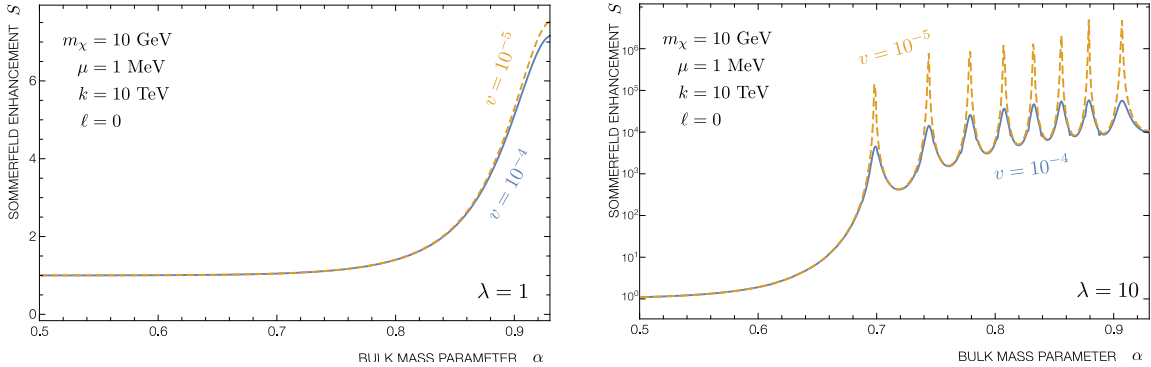 SOMMERFELD ENHANCEMENT S
m_χ = 10 GeV
μ = 1 MeV
k = 10 TeV
ℓ = 0
v = 10^-5
v = 10^-4
λ = 1
6
4
2
0
0.5 0.6 0.7 0.8 0.9
BULK MASS PARAMETER α
SOMMERFELD ENHANCEMENT S
m_χ = 10 GeV
μ = 1 MeV
k = 10 TeV
ℓ = 0
v = 10^-5
v = 10^-4
λ = 10
10^6
10^5
10^4
10^3
10^2
10^1
10^0
0.5 0.6 0.7 0.8 0.9
BULK MASS PARAMETER α